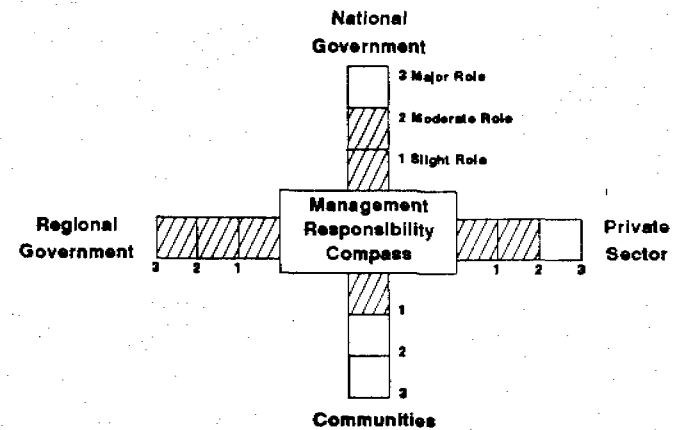 National
Government
3 Major Role
2 Moderate Role
1 Slight Role
Management
Responsibility
Compass
Regional
Government
3 2 1
Private
Sector
1 2 3
1
2
3
Communities